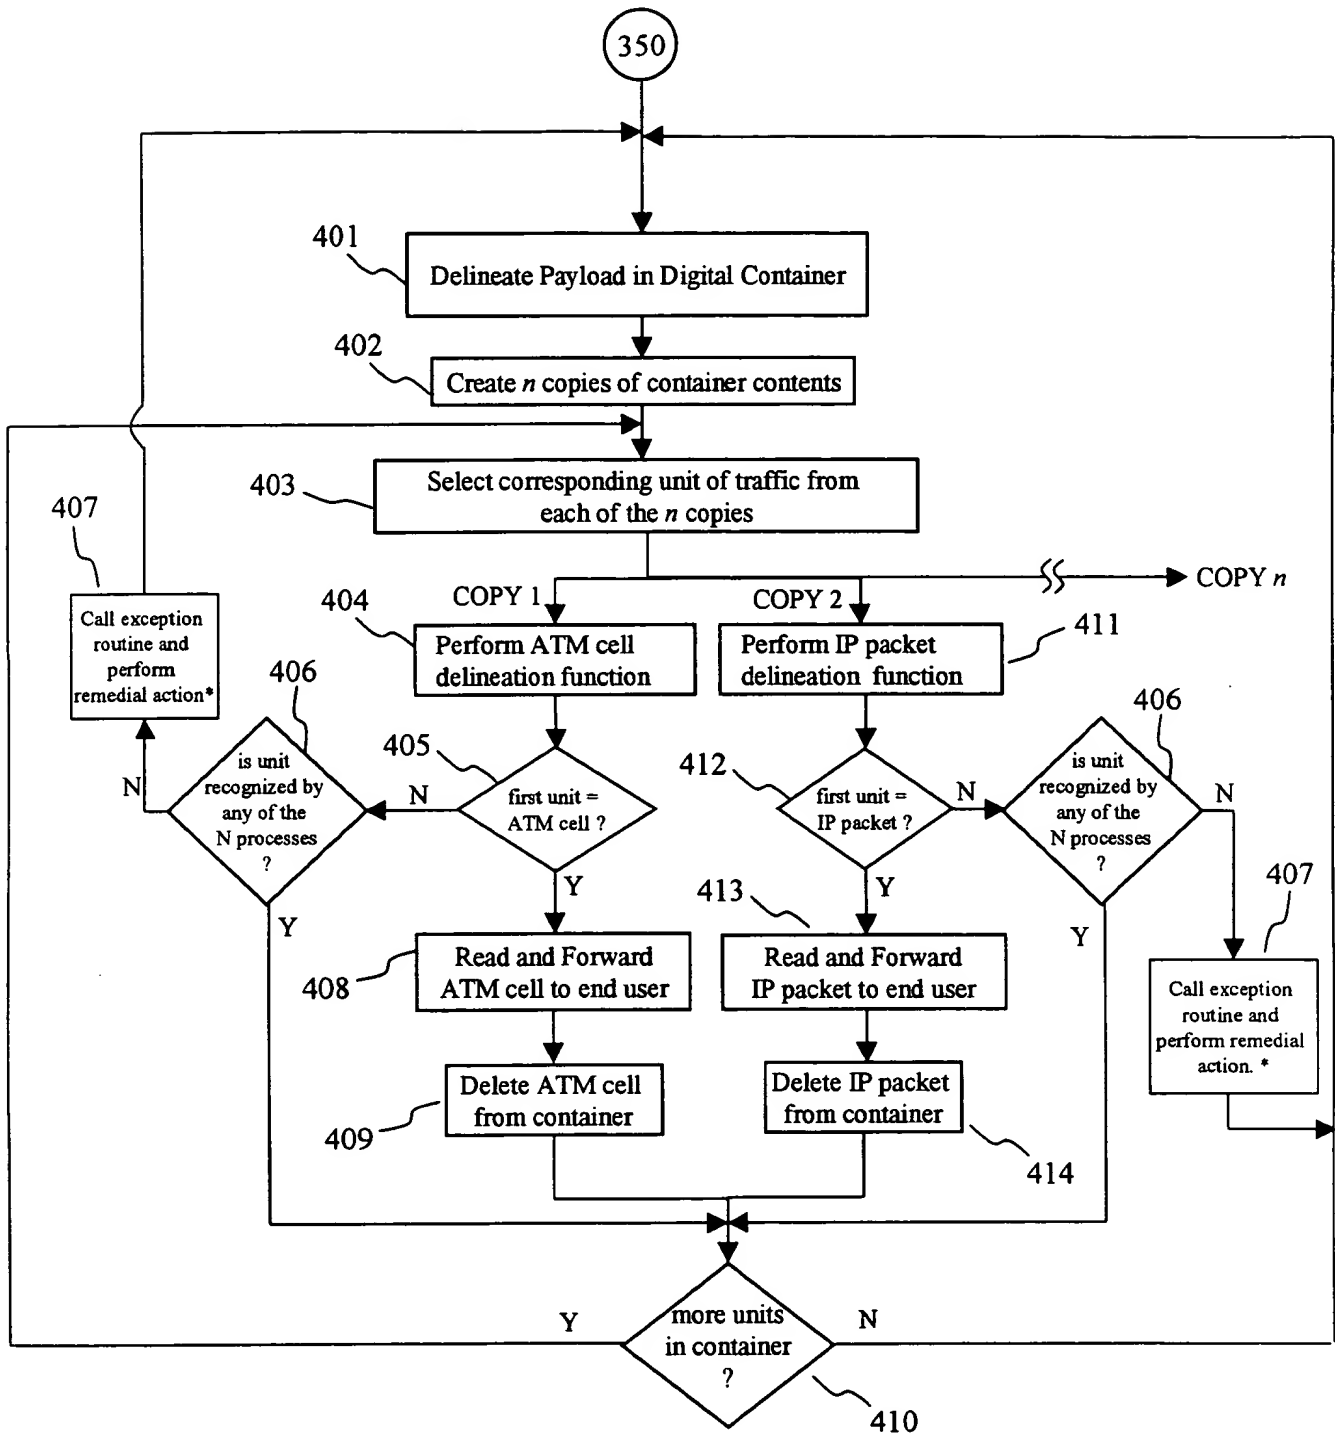 350
401
Delineate Payload in Digital Container
402
Create n copies of container contents
403
Select corresponding unit of traffic from
each of the n copies
407
COPY n
COPY 1
COPY 2
404
411
Call exception
routine and
perform
remedial action*
Perform ATM cell
delineation function
Perform IP packet
delineation function
406
406
405
412
is unit
recognized by
any of the
N processes
?
N
N
first unit =
ATM cell ?
first unit =
IP packet ?
N
is unit
recognized by
any of the
N processes
?
N
Y
Y
413
407
Y
Y
408
Read and Forward
ATM cell to end user
Read and Forward
IP packet to end user
Call exception
routine and
perform remedial
action. *
409
Delete ATM cell
from container
Delete IP packet
from container
414
Y
N
more units
in container
?
410